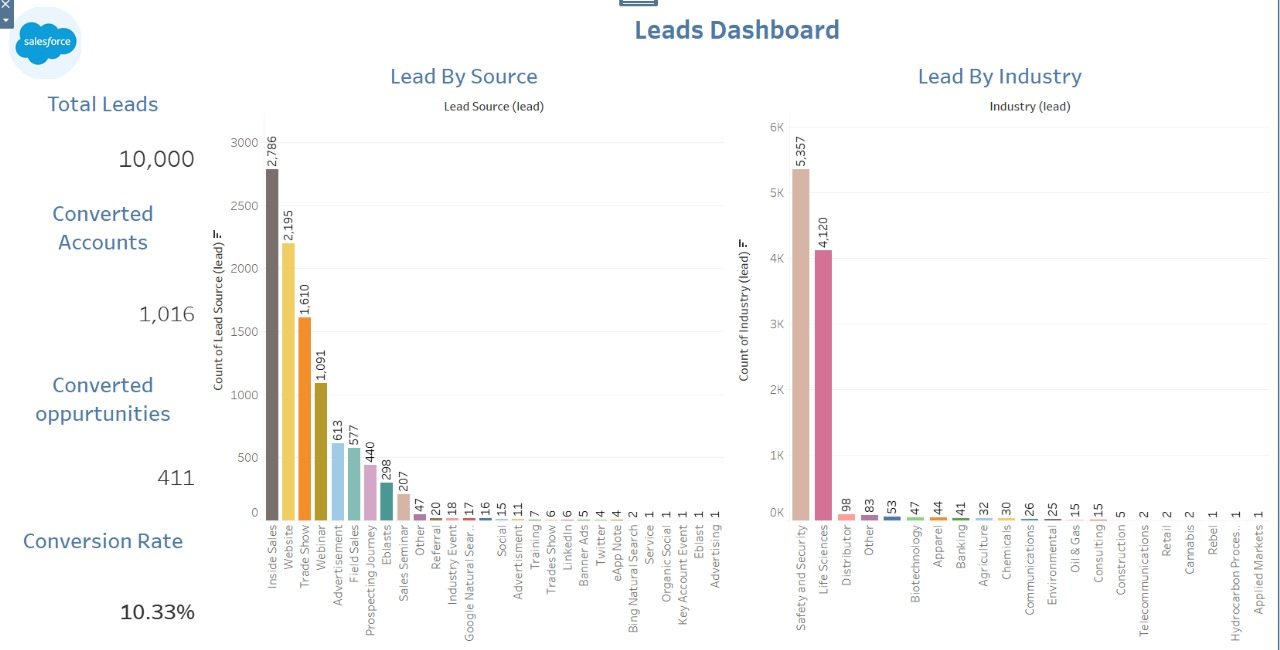 salesforce
Leads Dashboard
Total Leads
10,000
Converted
Accounts
1,016
Converted
oppurtunities
411
Conversion Rate
10.33%
Lead By Source
Lead Source (lead)
Count of Lead Source (lead)
3000
2500
2000
1500
1000
500
0
2,786
2,195
1,610
1,091
613
577
440
298
207
47
20
18
17
16
15
11
7
6
6
5
4
4
2
1
1
1
1
1
Inside Sales
Website
Trade Show
Webinar
Advertisement
Field Sales
Prospecting Journey
Eblasts
Sales Seminar
Other
Referral
Industry Event
Google Natural Sear..
Social
Advertisment
Training
Trades Show
LinkedIn
Banner Ads
Twitter
eApp Note
Bing Natural Search
Service
Organic Social
Key Account Event
Eblast
Advertising
Lead By Industry
Industry (lead)
Count of Industry (lead)
6K
5K
4K
3K
2K
1K
0K
5,357
4,120
98
83
53
47
44
41
32
30
26
25
15
15
5
2
2
2
1
1
1
Safety and Security
Life Sciences
Distributor
Other
Biotechnology
Apparel
Banking
Agriculture
Chemicals
Communications
Environmental
Oil & Gas
Consulting
Construction
Telecommunications
Retail
Cannabis
Rebel
Hydrocarbon Proces..
Applied Markets